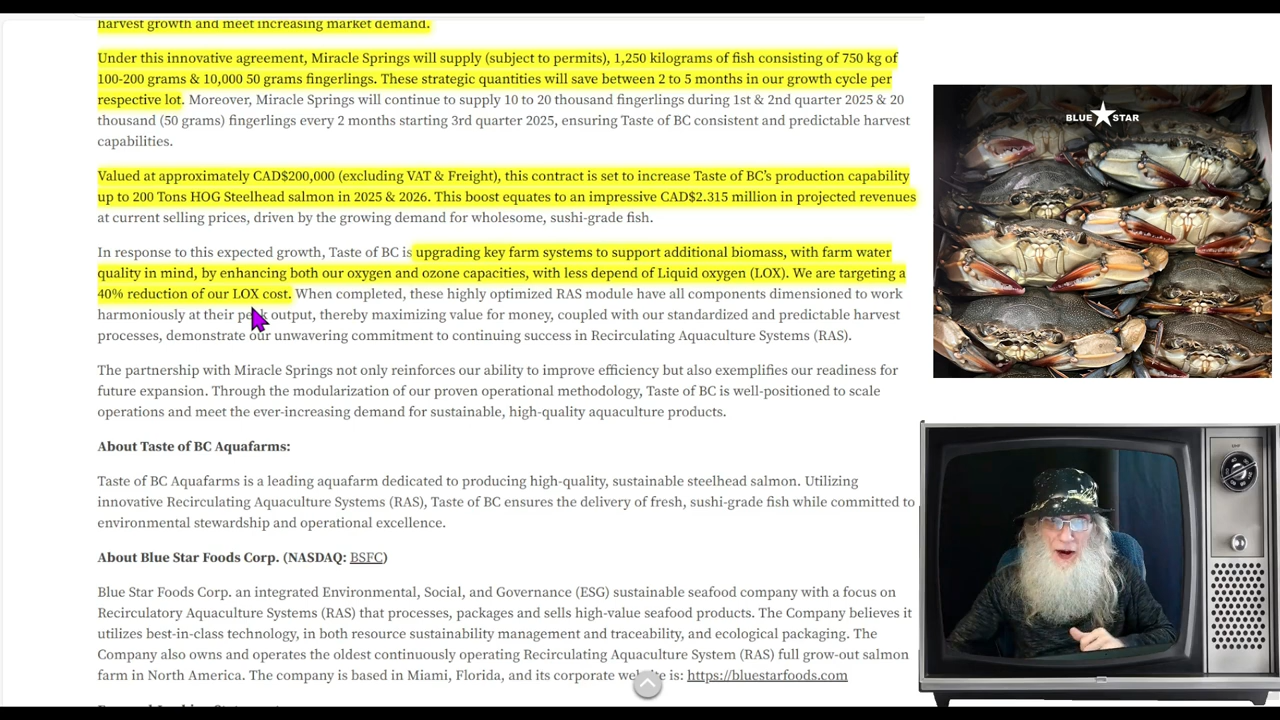 harvest growth and meet increasing market demand.
Under this innovative agreement, Miracle Springs will supply (subject to permits), 1,250 kilograms of fish consisting of 750 kg of
100-200 grams & 10,000 50 grams fingerlings. These strategic quantities will save between 2 to 5 months in our growth cycle per
respective lot. Moreover, Miracle Springs will continue to supply 10 to 20 thousand fingerlings during 1st & 2nd quarter 2025 & 20
thousand (50 grams) fingerlings every 2 months starting 3rd quarter 2025, ensuring Taste of BC consistent and predictable harvest
capabilities.
Valued at approximately CAD$200,000 (excluding VAT & Freight), this contract is set to increase Taste of BC's production capability
up to 200 Tons HOG Steelhead salmon in 2025 & 2026. This boost equates to an impressive CAD$2.315 million in projected revenues
at current selling prices, driven by the growing demand for wholesome, sushi-grade fish.
In response to this expected growth, Taste of BC is upgrading key farm systems to support additional biomass, with farm water
quality in mind, by enhancing both our oxygen and ozone capacities, with less depend of Liquid oxygen (LOX). We are targeting a
40% reduction of our LOX cost. When completed, these highly optimized RAS module have all components dimensioned to work
harmoniously at their peak output, thereby maximizing value for money, coupled with our standardized and predictable harvest
processes, demonstrate our unwavering commitment to continuing success in Recirculating Aquaculture Systems (RAS).
The partnership with Miracle Springs not only reinforces our ability to improve efficiency but also exemplifies our readiness for
future expansion. Through the modularization of our proven operational methodology, Taste of BC is well-positioned to scale
operations and meet the ever-increasing demand for sustainable, high-quality aquaculture products.
About Taste of BC Aquafarms:
Taste of BC Aquafarms is a leading aquafarm dedicated to producing high-quality, sustainable steelhead salmon. Utilizing
innovative Recirculating Aquaculture Systems (RAS), Taste of BC ensures the delivery of fresh, sushi-grade fish while committed to
environmental stewardship and operational excellence.
About Blue Star Foods Corp. (NASDAQ: BSFC)
Blue Star Foods Corp. an integrated Environmental, Social, and Governance (ESG) sustainable seafood company with a focus on
Recirculatory Aquaculture Systems (RAS) that processes, packages and sells high-value seafood products. The Company believes it
utilizes best-in-class technology, in both resource sustainability management and traceability, and ecological packaging. The
Company also owns and operates the oldest continuously operating Recirculating Aquaculture System (RAS) full grow-out salmon
farm in North America. The company is based in Miami, Florida, and its corporate website is: https://bluestarfoods.com
BLUE STAR